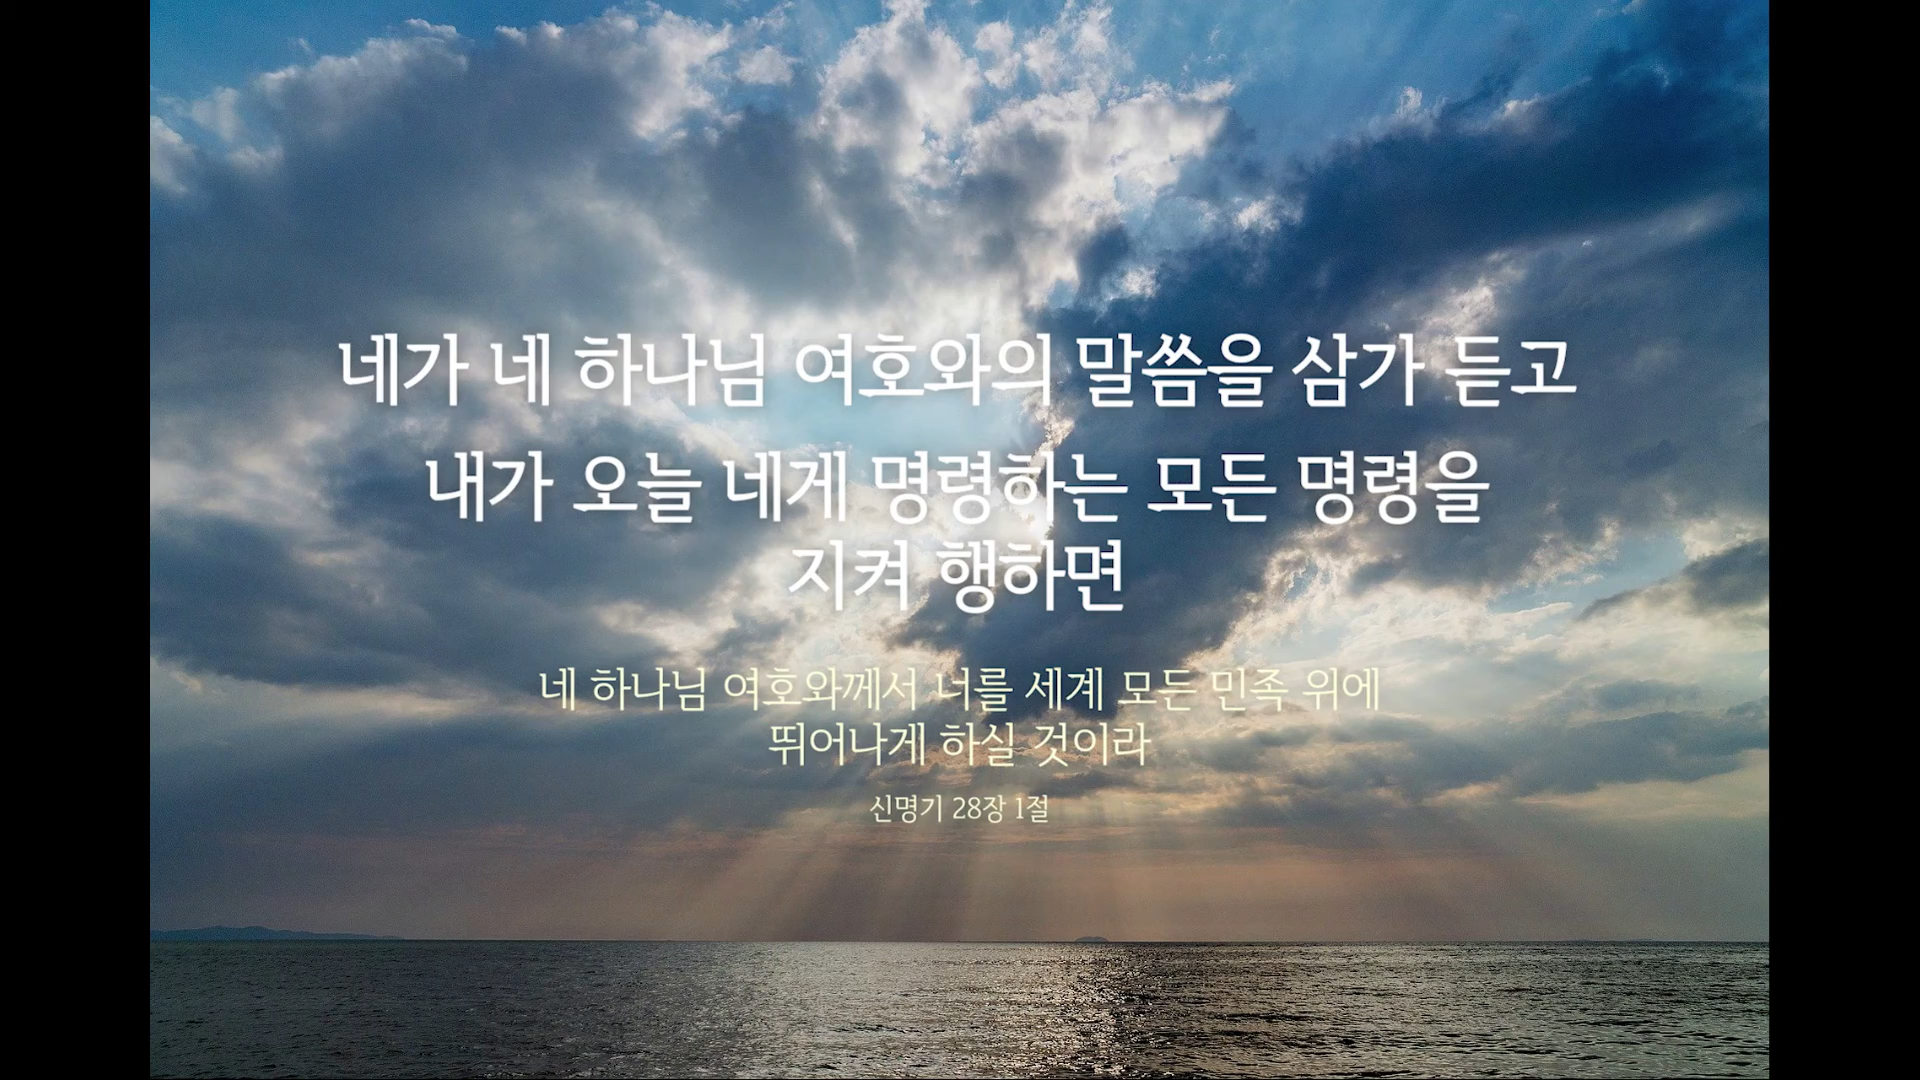 네가 네 하나님 여호와의 말씀을 삼가 듣고
내가 오늘 네게 명령하는 모든 명령을
지켜 행하면
네 하나님 여호와께서 너를 세계 모든 민족 위에
뛰어나게 하실 것이라
신명기 28장 1절